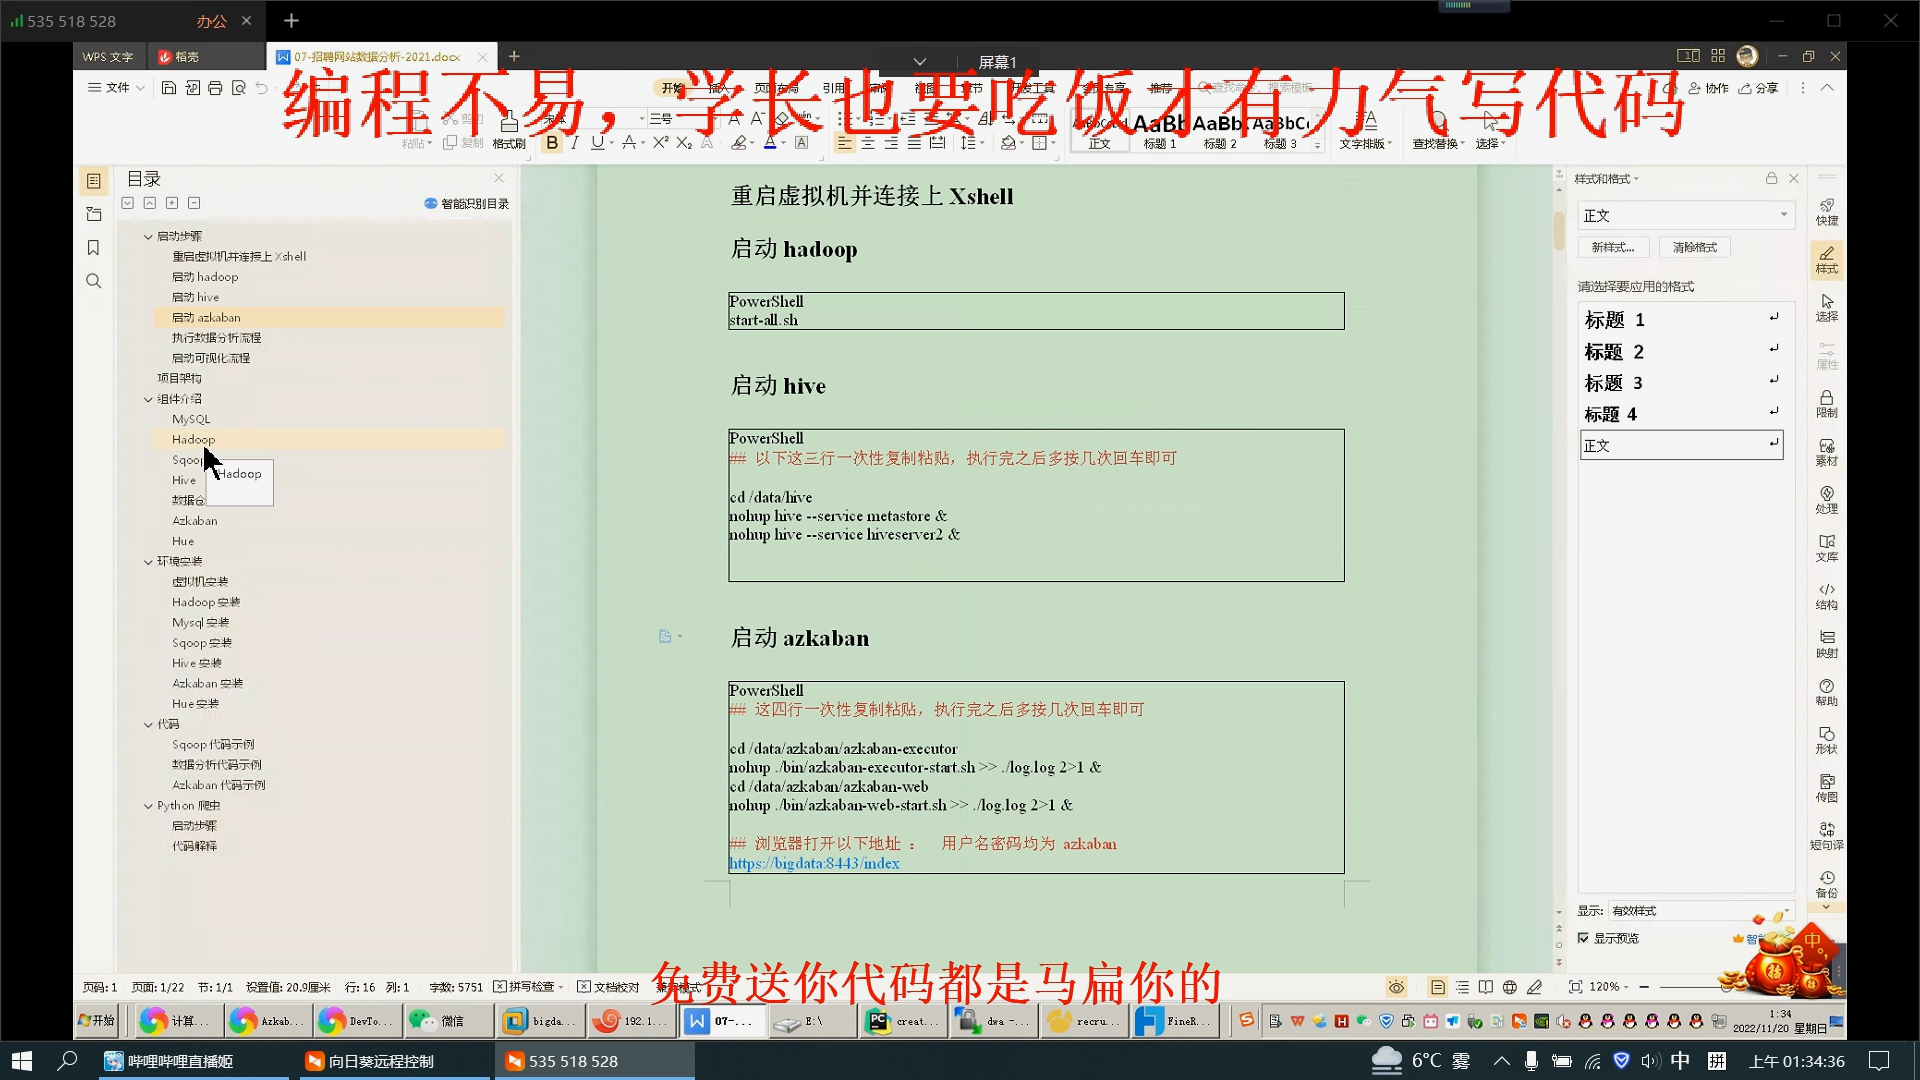 535 518 528
办公
WPS 文字
稻壳
07-招聘网站数据分析-2021.docx
屏幕1
文件
开始
插入
页面布局
引用
审阅
视图
章节
开发工具
会员专享
推荐
查找命令、搜索模板
协作
分享
编程不易，学长也要吃饭才有力气写代码
粘贴
剪切
复制
格式刷
宋体
三号
正文
标题 1
标题 2
标题 3
文字排版
查找替换
选择
目录
智能识别目录
启动步骤
重启虚拟机并连接上 Xshell
启动 hadoop
启动 hive
启动 azkaban
执行数据分析流程
启动可视化流程
项目架构
组件介绍
MySQL
Hadoop
Sqoop
Hadoop
Hive
数据仓
Azkaban
Hue
环境安装
虚拟机安装
Hadoop 安装
Mysql 安装
Sqoop 安装
Hive 安装
Azkaban 安装
Hue 安装
代码
Sqoop 代码示例
数据分析代码示例
Azkaban 代码示例
Python 爬虫
启动步骤
代码解释
重启虚拟机并连接上 Xshell
启动 hadoop
PowerShell
start-all.sh
启动 hive
PowerShell
## 以下这三行一次性复制粘贴，执行完之后多按几次回车即可
cd /data/hive
nohup hive --service metastore &
nohup hive --service hiveserver2 &
启动 azkaban
PowerShell
## 这四行一次性复制粘贴，执行完之后多按几次回车即可
cd /data/azkaban/azkaban-executor
nohup ./bin/azkaban-executor-start.sh >> ./log.log 2>1 &
cd /data/azkaban/azkaban-web
nohup ./bin/azkaban-web-start.sh >> ./log.log 2>1 &
## 浏览器打开以下地址 ： 用户名密码均为 azkaban
https://bigdata:8443/index
样式和格式
正文
新样式...
清除格式
请选择要应用的格式
标题 1
标题 2
标题 3
标题 4
正文
显示: 有效样式
显示预览
快捷
样式
选择
属性
限制
素材
处理
文库
结构
映射
帮助
形状
传图
短句译
备份
页码: 1
页面: 1/22
节: 1/1
设置值: 20.9厘米
行: 16
列: 1
字数: 5751
拼写检查
文档校对
兼容模式
120%
免费送你代码都是马扁你的
开始
计算...
Azkab...
DevTo...
微信
bigda...
192.1...
07-...
E:\
creat...
dwa -...
recru...
FineR...
1:34
2022/11/20 星期日
哔哩哔哩直播姬
向日葵远程控制
535 518 528
6°C 雾
中
拼
上午 01:34:36